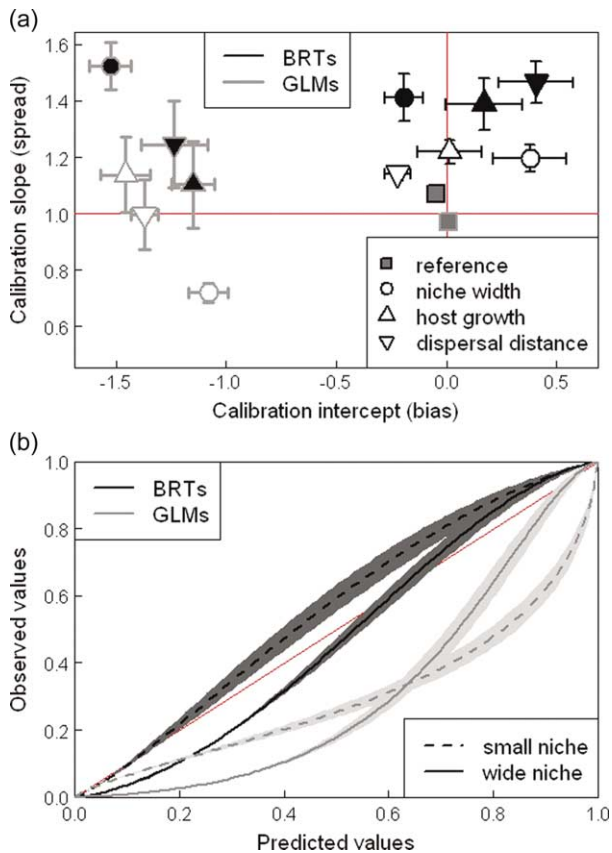 (a)
1.6
1.4
1.2
1.0
0.8
0.6
Calibration slope (spread)
BRTs
GLMs
reference
niche width
host growth
dispersal distance
-1.5 -1.0 -0.5 0.0 0.5
Calibration intercept (bias)
(b)
1.0
0.8
0.6
0.4
0.2
0.0
Observed values
BRTs
GLMs
small niche
wide niche
0.0 0.2 0.4 0.6 0.8 1.0
Predicted values